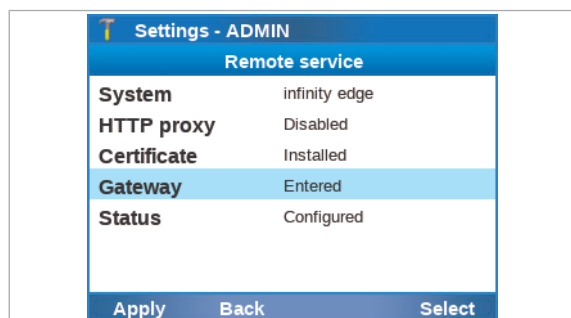 Settings - ADMIN
Remote service
System infinity edge
HTTP proxy Disabled
Certificate Installed
Gateway Entered
Status Configured
Apply Back Select